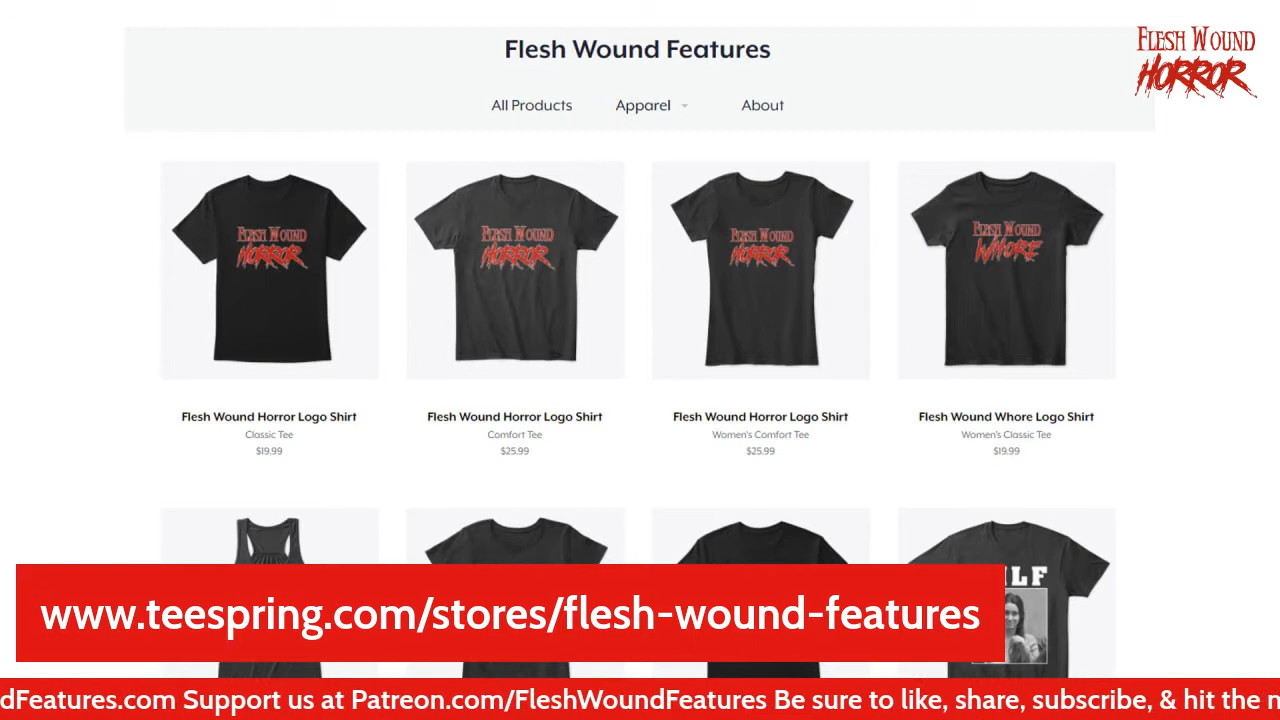 Flesh Wound Features
FLESH WOUND
HORROR
All Products Apparel About
FLESH WOUND
HORROR
FLESH WOUND
HORROR
FLESH WOUND
HORROR
FLESH WOUND
WHORE
Flesh Wound Horror Logo Shirt
Classic Tee
$19.99
Flesh Wound Horror Logo Shirt
Comfort Tee
$25.99
Flesh Wound Horror Logo Shirt
Women's Comfort Tee
$25.99
Flesh Wound Whore Logo Shirt
Women's Classic Tee
$19.99
LF
www.teespring.com/stores/flesh-wound-features
dFeatures.com Support us at Patreon.com/FleshWoundFeatures Be sure to like, share, subscribe, & hit the